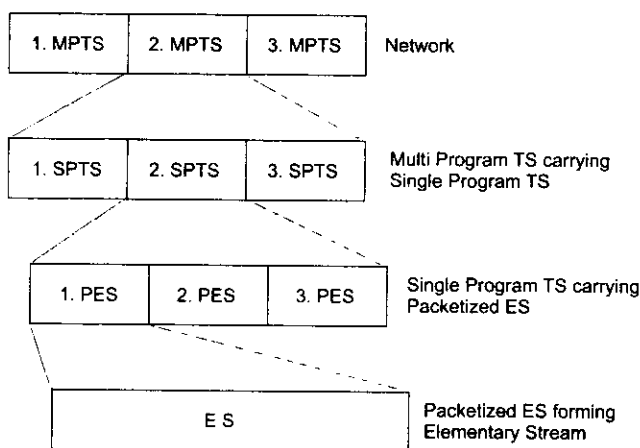 1. MPTS 2. MPTS 3. MPTS Network
1. SPTS 2. SPTS 3. SPTS Multi Program TS carrying
Single Program TS
1. PES 2. PES 3. PES Single Program TS carrying
Packetized ES
E S Packetized ES forming
Elementary Stream